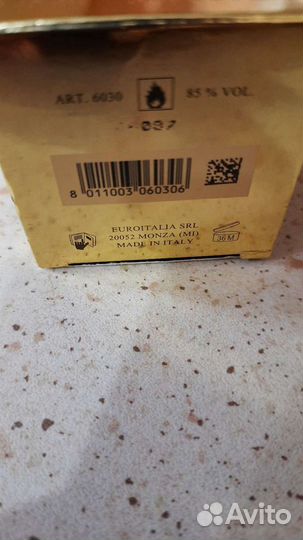 ART. 6030 85 % VOL.
8 011003 060306
EUROITALIA SRL
20052 MONZA (MI)
MADE IN ITALY
36M
Avito